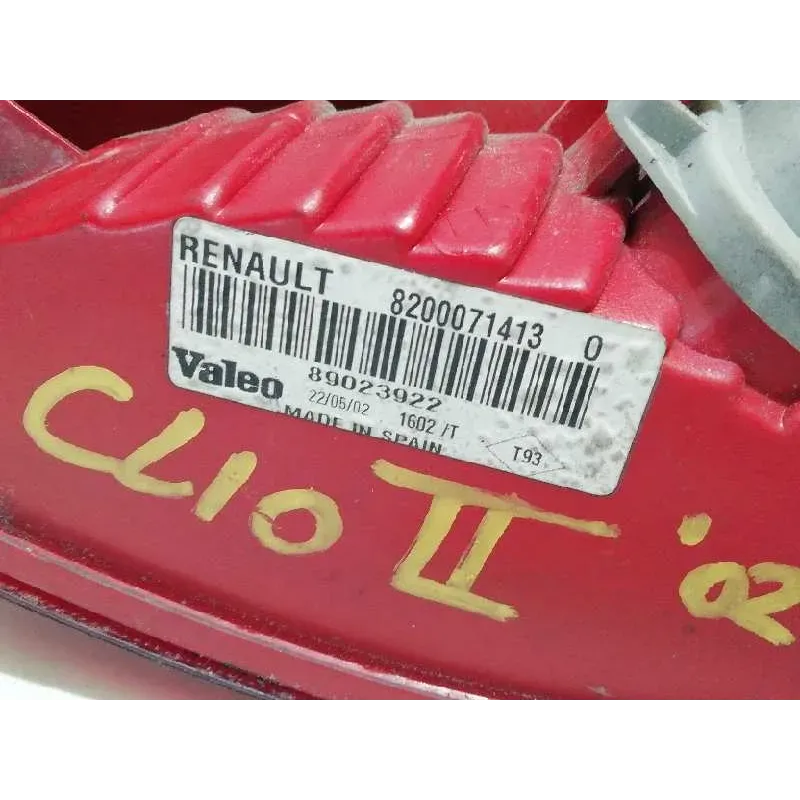 RENAULT 8200071413 0
Valeo 89023922
22/05/02 1602 /T
MADE IN SPAIN T93
CLIO II '02